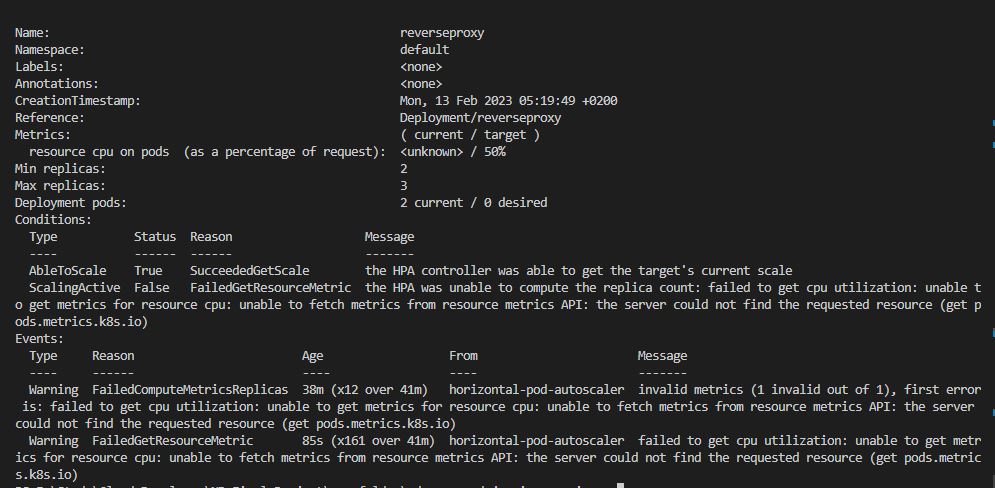 Name: reverseproxy
Namespace: default
Labels: <none>
Annotations: <none>
CreationTimestamp: Mon, 13 Feb 2023 05:19:49 +0200
Reference: Deployment/reverseproxy
Metrics: ( current / target )
resource cpu on pods (as a percentage of request): <unknown> / 50%
Min replicas: 2
Max replicas: 3
Deployment pods: 2 current / 0 desired
Conditions:
Type Status Reason Message
---- ------ ------ -------
AbleToScale True SucceededGetScale the HPA controller was able to get the target's current scale
ScalingActive False FailedGetResourceMetric the HPA was unable to compute the replica count: failed to get cpu utilization: unable t
o get metrics for resource cpu: unable to fetch metrics from resource metrics API: the server could not find the requested resource (get p
ods.metrics.k8s.io)
Events:
Type Reason Age From Message
---- ------ ---- ---- -------
Warning FailedComputeMetricsReplicas 38m (x12 over 41m) horizontal-pod-autoscaler invalid metrics (1 invalid out of 1), first error
is: failed to get cpu utilization: unable to get metrics for resource cpu: unable to fetch metrics from resource metrics API: the server
could not find the requested resource (get pods.metrics.k8s.io)
Warning FailedGetResourceMetric 85s (x161 over 41m) horizontal-pod-autoscaler failed to get cpu utilization: unable to get metr
ics for resource cpu: unable to fetch metrics from resource metrics API: the server could not find the requested resource (get pods.metric
s.k8s.io)